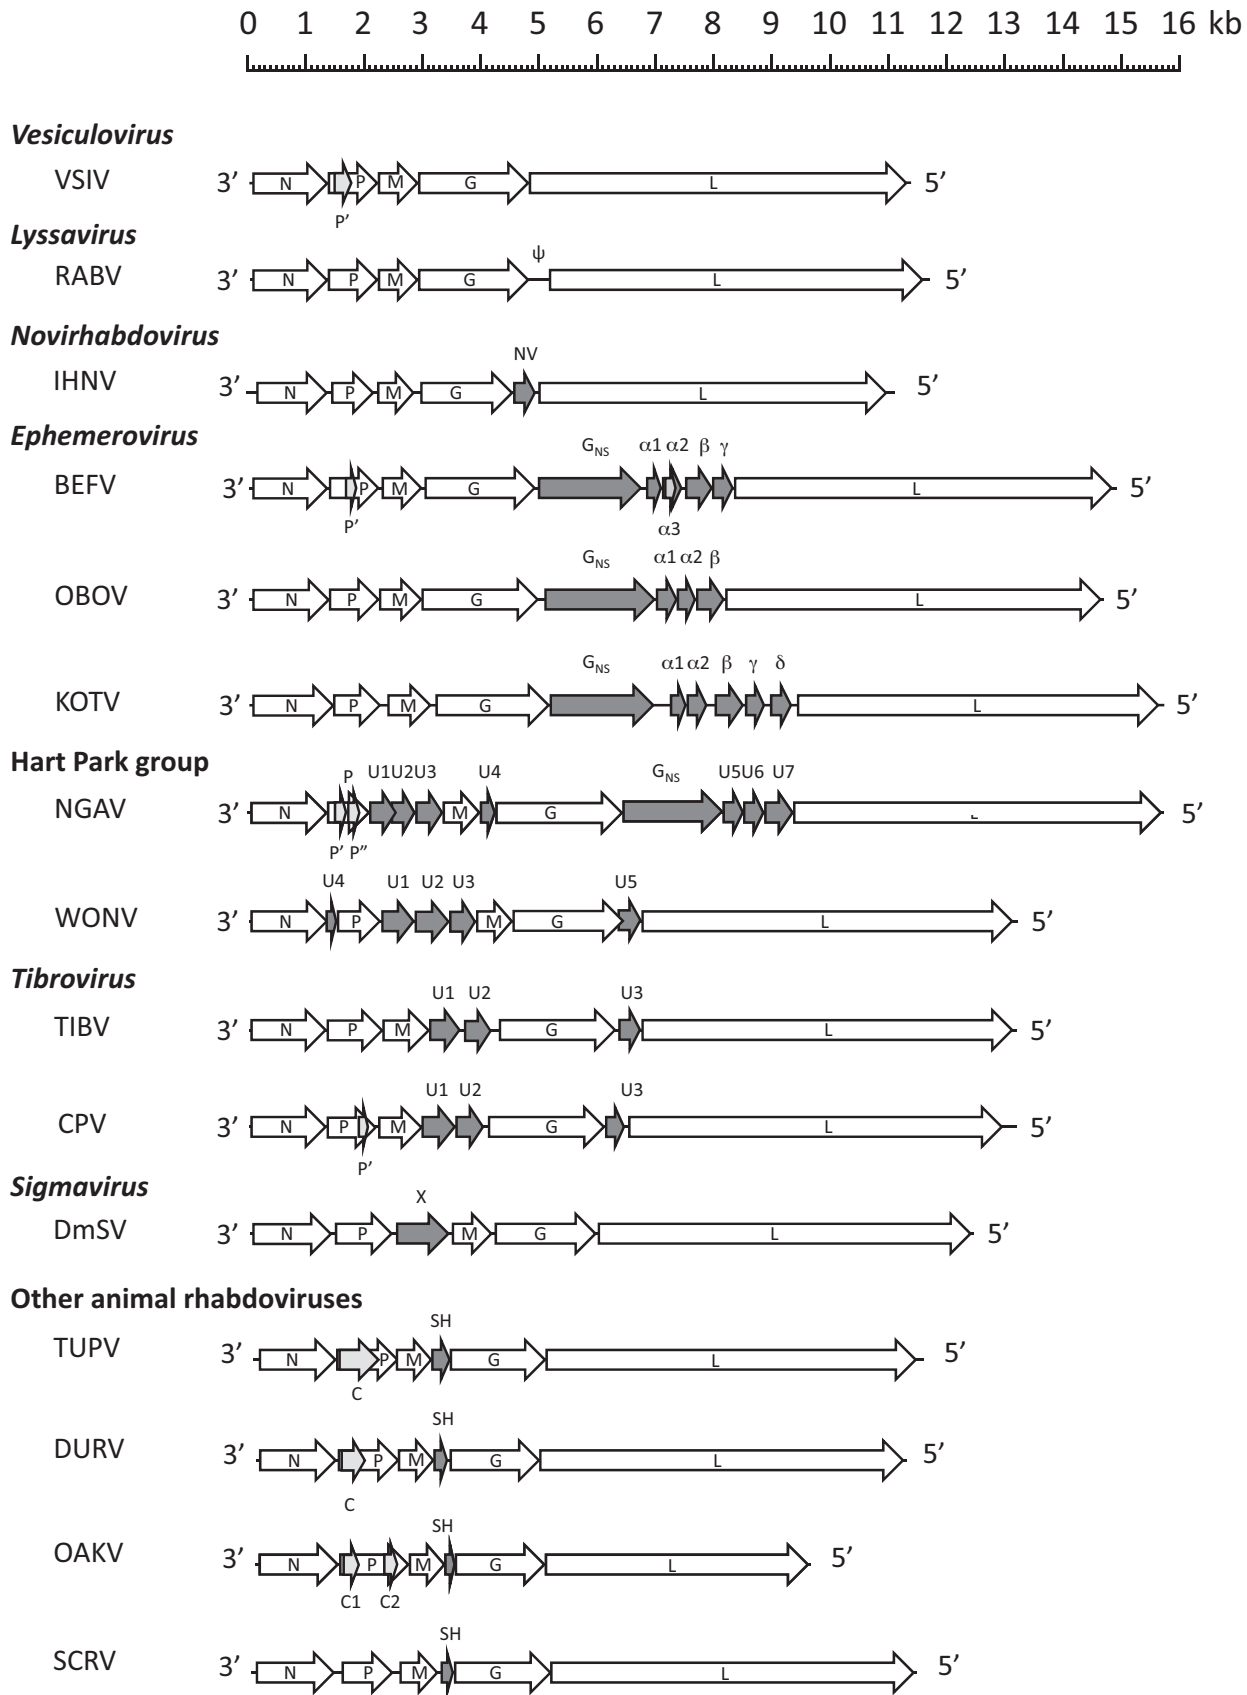 0 1 2 3 4 5 6 7 8 9 10 11 12 13 14 15 16 kb
Vesiculovirus
VSIV 3’ N P M G L 5’
P’
Lyssavirus
ψ
RABV 3’ N P M G L 5’
Novirhabdovirus
NV
IHNV 3’ N P M G L 5’
Ephemerovirus
GNS α1 α2 β γ
BEFV 3’ N P M G L 5’
P’ α3
GNS α1 α2 β
OBOV 3’ N P M G L 5’
GNS α1 α2 β γ δ
KOTV 3’ N P M G L 5’
Hart Park group
P U1 U2 U3 U4 GNS U5 U6 U7
NGAV 3’ N M G L 5’
P’ P”
U4 U1 U2 U3 U5
WONV 3’ N P M G L 5’
Tibrovirus
U1 U2 U3
TIBV 3’ N P M G L 5’
U1 U2 U3
CPV 3’ N P M G L 5’
P’
Sigmavirus
X
DmSV 3’ N P M G L 5’
Other animal rhabdoviruses
SH
TUPV 3’ N P M G L 5’
C
SH
DURV 3’ N P M G L 5’
C
SH
OAKV 3’ N P M G L 5’
C1 C2
SH
SCRV 3’ N P M G L 5’